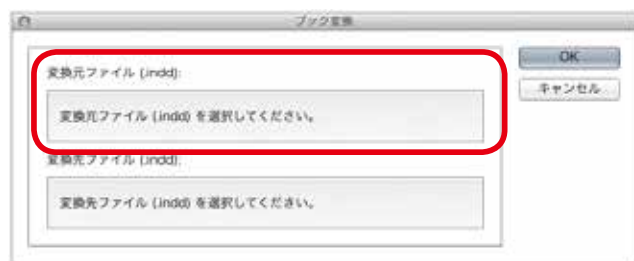 ブック変換
変換元ファイル (.indd):
OK
キャンセル
変換元ファイル (.indd) を選択してください。
変換先ファイル (.indd):
変換先ファイル (.indd) を選択してください。